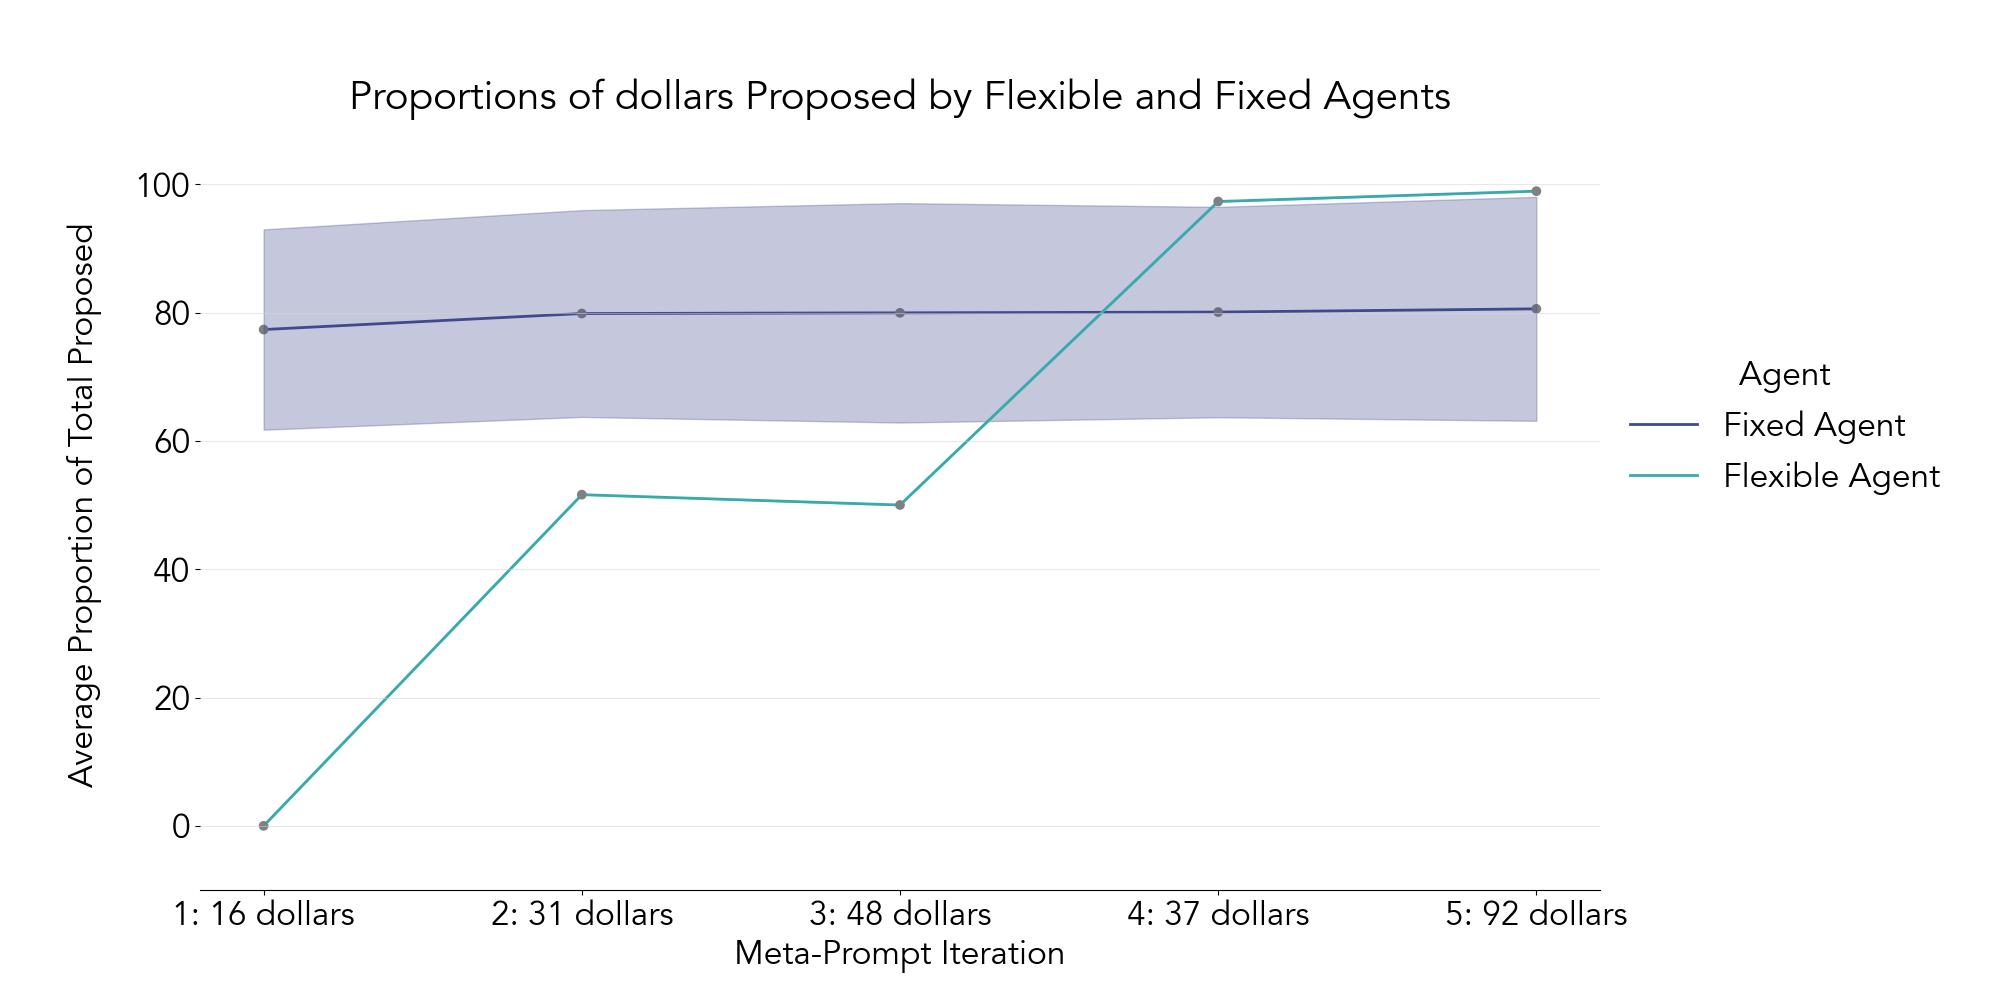 Proportions of dollars Proposed by Flexible and Fixed Agents
Average Proportion of Total Proposed
100
80
60
40
20
0
1: 16 dollars
2: 31 dollars
3: 48 dollars
4: 37 dollars
5: 92 dollars
Meta-Prompt Iteration
Agent
Fixed Agent
Flexible Agent